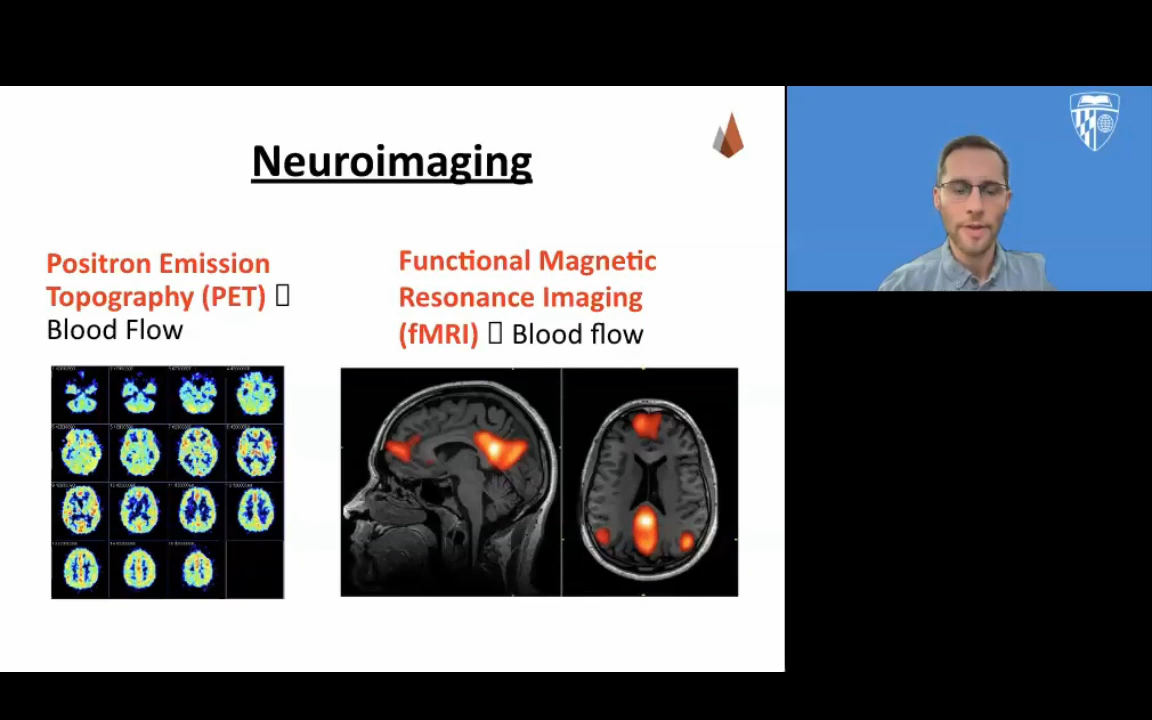 Neuroimaging
Positron Emission
Topography (PET) 
Blood Flow
Functional Magnetic
Resonance Imaging
(fMRI)  Blood flow